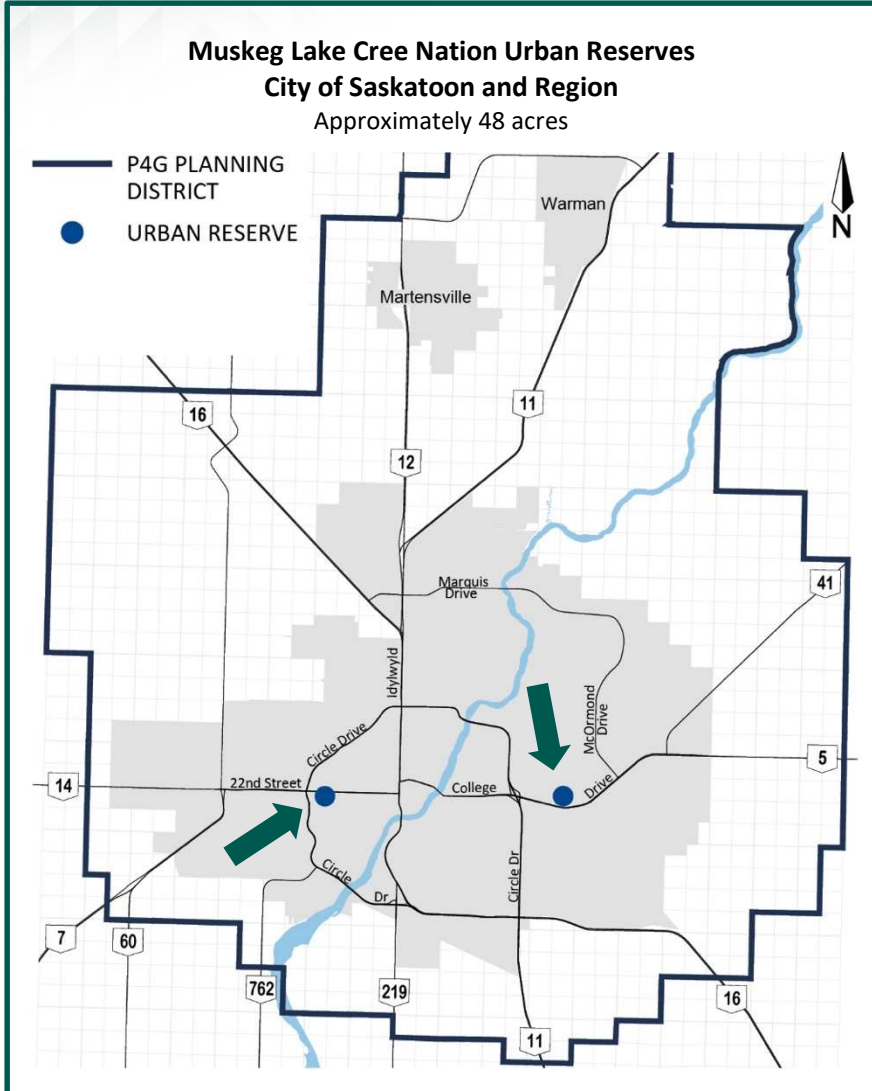 Muskeg Lake Cree Nation Urban Reserves
City of Saskatoon and Region
Approximately 48 acres
P4G PLANNING
DISTRICT
URBAN RESERVE
N
Warman
Martensville
16
11
12
41
Marquis
Drive
Idylwyld
McOrmond
Drive
Circle Drive
5
14
22nd Street
College
Drive
Circle
Dr
Circle Dr
7
60
762
219
16
11